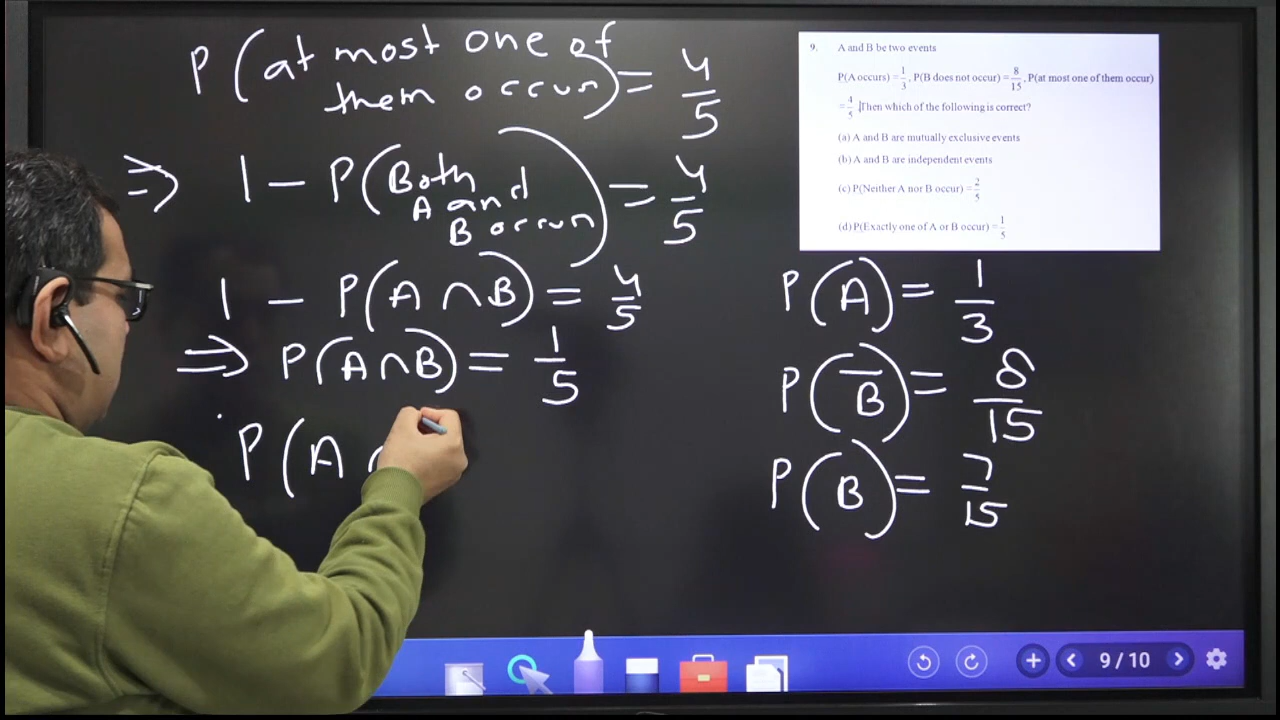 P(at most one of
them occur) = 4/5
⇒ 1 – P(Both
A and
B occur) = 4/5
1 – P(A ∩ B) = 4/5
⇒ P(A ∩ B) = 1/5
P(A
9. A and B be two events
P(A occurs) = 1/3, P(B does not occur) = 8/15, P(at most one of them occur)
= 4/5 Then which of the following is correct?
(a) A and B are mutually exclusive events
(b) A and B are independent events
(c) P(Neither A nor B occur) = 2/5
(d) P(Exactly one of A or B occur) = 1/5
P(A) = 1/3
P(B̅) = 8/15
P(B) = 7/15
9 / 10